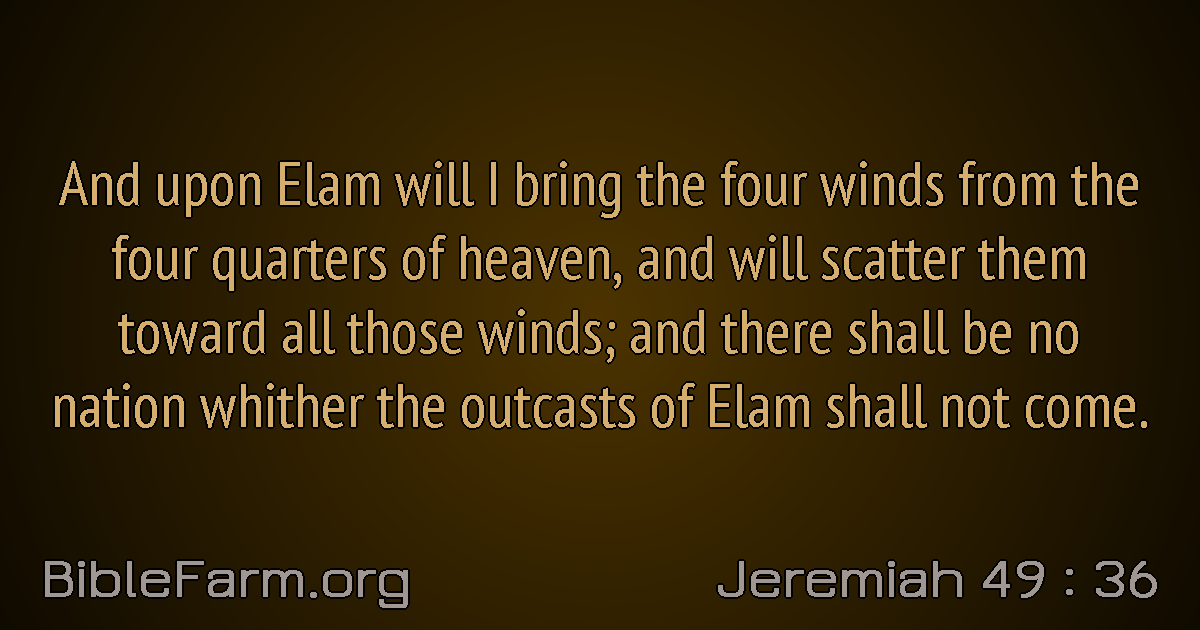 And upon Elam will I bring the four winds from the
four quarters of heaven, and will scatter them
toward all those winds; and there shall be no
nation whither the outcasts of Elam shall not come.
BibleFarm.org
Jeremiah 49 : 36